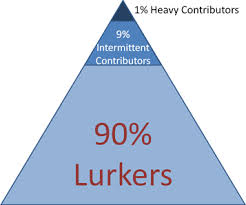 1% Heavy Contributors
9%
Intermittent
Contributors
90%
Lurkers